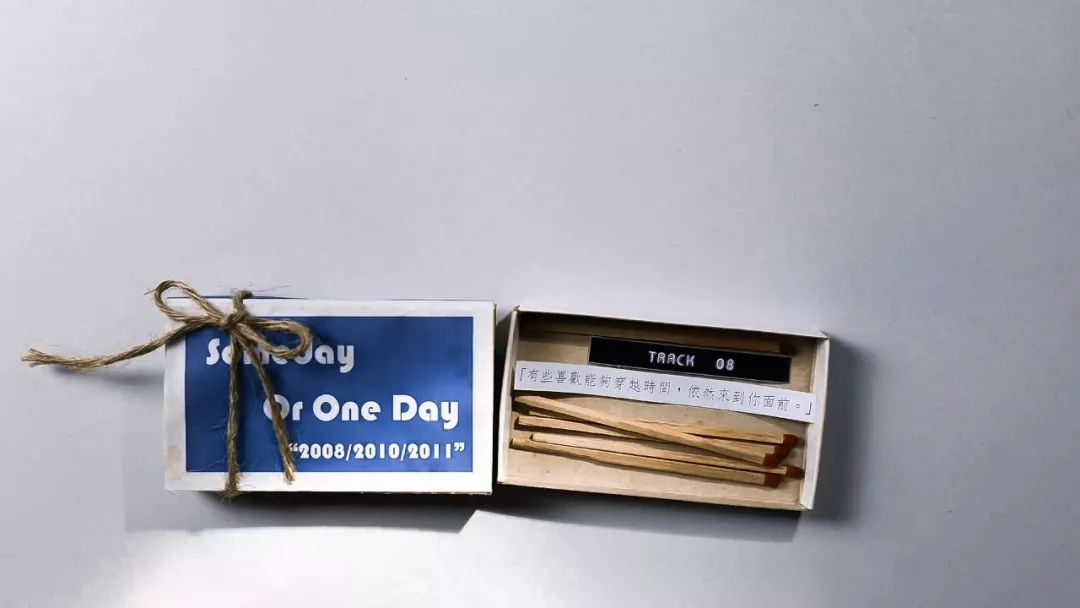 Someday
Or One Day
“2008/2010/2011”
TRACK 08
「有些喜歡能夠穿越時間，依然來到你面前。」